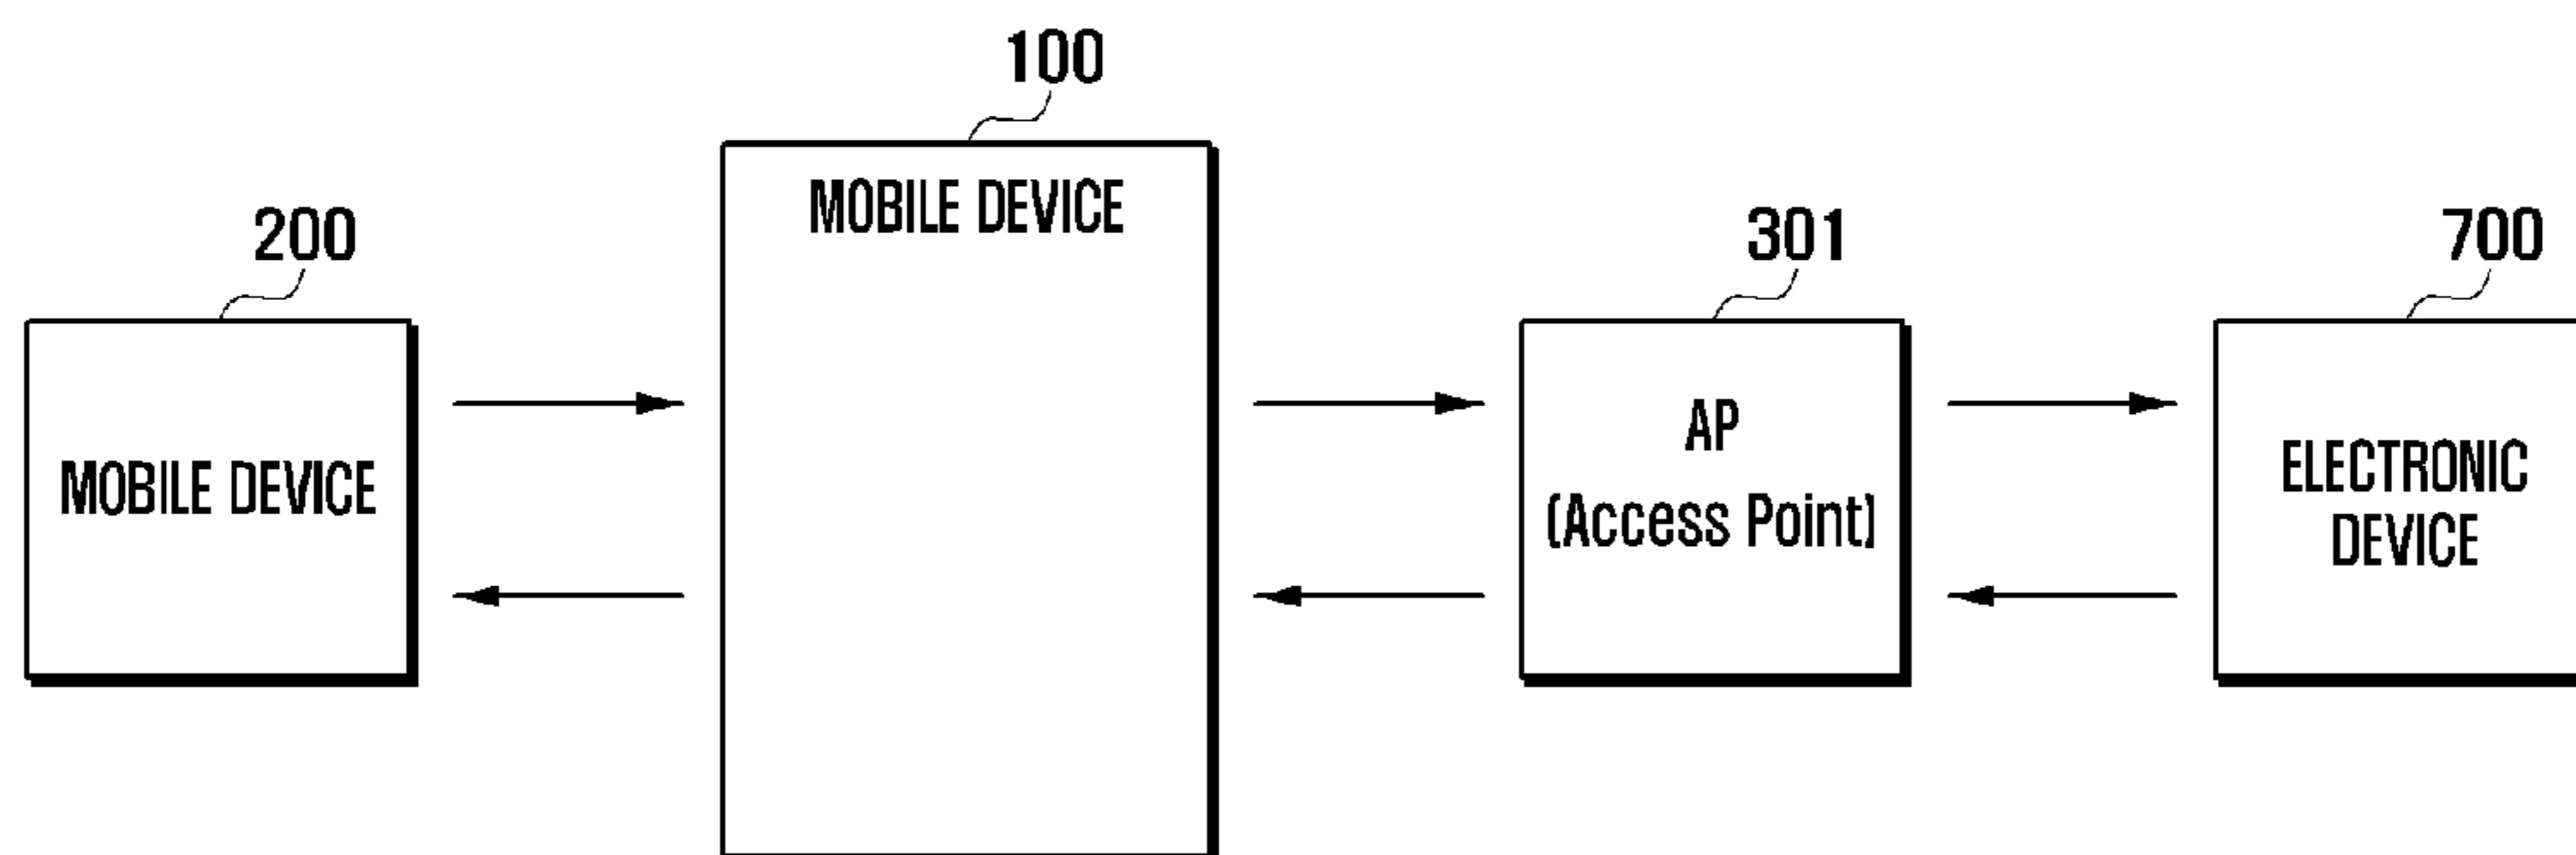 100
MOBILE DEVICE
200
MOBILE DEVICE
301
AP
(Access Point)
700
ELECTRONIC
DEVICE